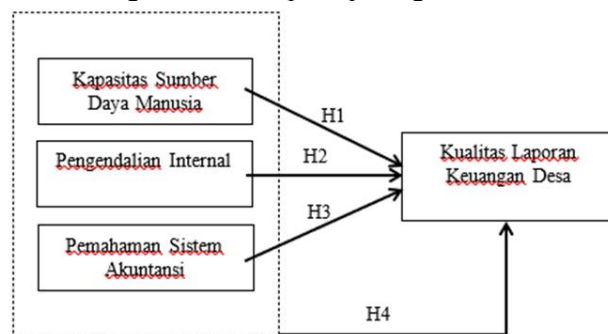 Kapasitas Sumber
Daya Manusia
H1
Pengendalian Internal
H2
Kualitas Laporan
Keuangan Desa
H3
Pemahaman Sistem
Akuntansi
H4